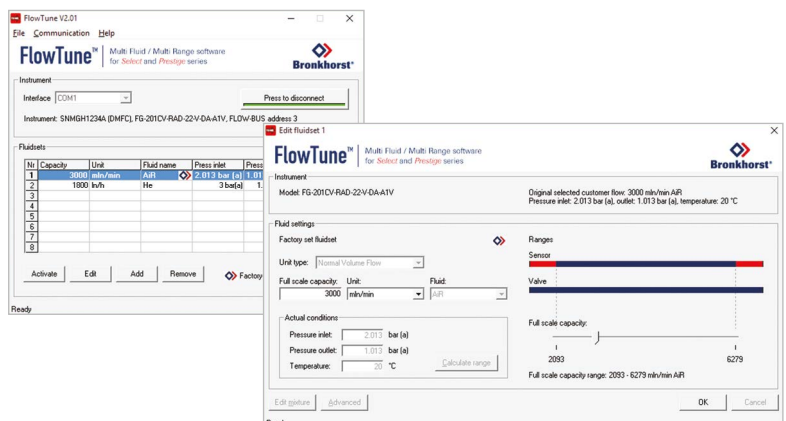 FlowTune V2.01
File Communication Help
FlowTune™ Multi Fluid / Multi Range software
for Select and Prestige series
Bronkhorst®
Instrument
Interface COM1 Press to disconnect
Instrument: SNMGH1234A (DMFC), FG-201CV-RAD-22-V-DA-A1V, FLOW-BUS address 3
Fluidsets
Nr Capacity Unit Fluid name Press inlet Press
1 3000 mln/min AiR 2.013 bar (a) 1.01
2 1800 ln/h He 3 bar(a) 1.
3
4
5
6
7
8
Activate Edit Add Remove Factory
Ready
Edit fluidset 1
FlowTune™ Multi Fluid / Multi Range software
for Select and Prestige series
Bronkhorst®
Instrument
Model: FG-201CV-RAD-22-V-DA-A1V
Original selected customer flow: 3000 mln/min AiR
Pressure inlet: 2.013 bar (a), outlet: 1.013 bar (a), temperature: 20 °C
Fluid settings
Factory set fluidset
Unit type: Normal Volume Flow
Full scale capacity: Unit: Fluid:
3000 mln/min AiR
Actual conditions
Pressure inlet: 2.013 bar (a)
Pressure outlet: 1.013 bar (a)
Temperature: 20 °C
Calculate range
Ranges
Sensor
Valve
Full scale capacity:
2093 6279
Full scale capacity range: 2093 - 6279 mln/min AiR
Edit mixture Advanced OK Cancel